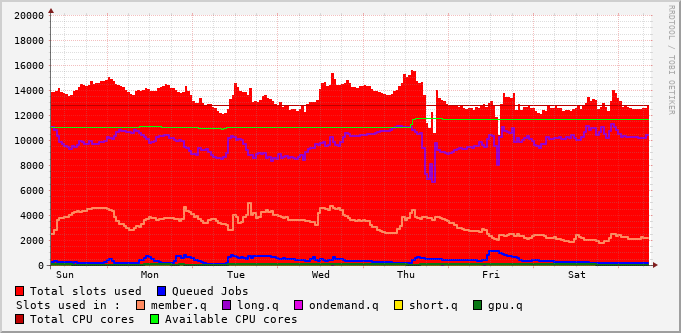 20000
18000
16000
14000
12000
10000
8000
6000
4000
2000
0
Sun Mon Tue Wed Thu Fri Sat
RRDTOOL / TOBI OETIKER
Total slots used Queued Jobs
Slots used in : member.q long.q ondemand.q short.q gpu.q
Total CPU cores Available CPU cores